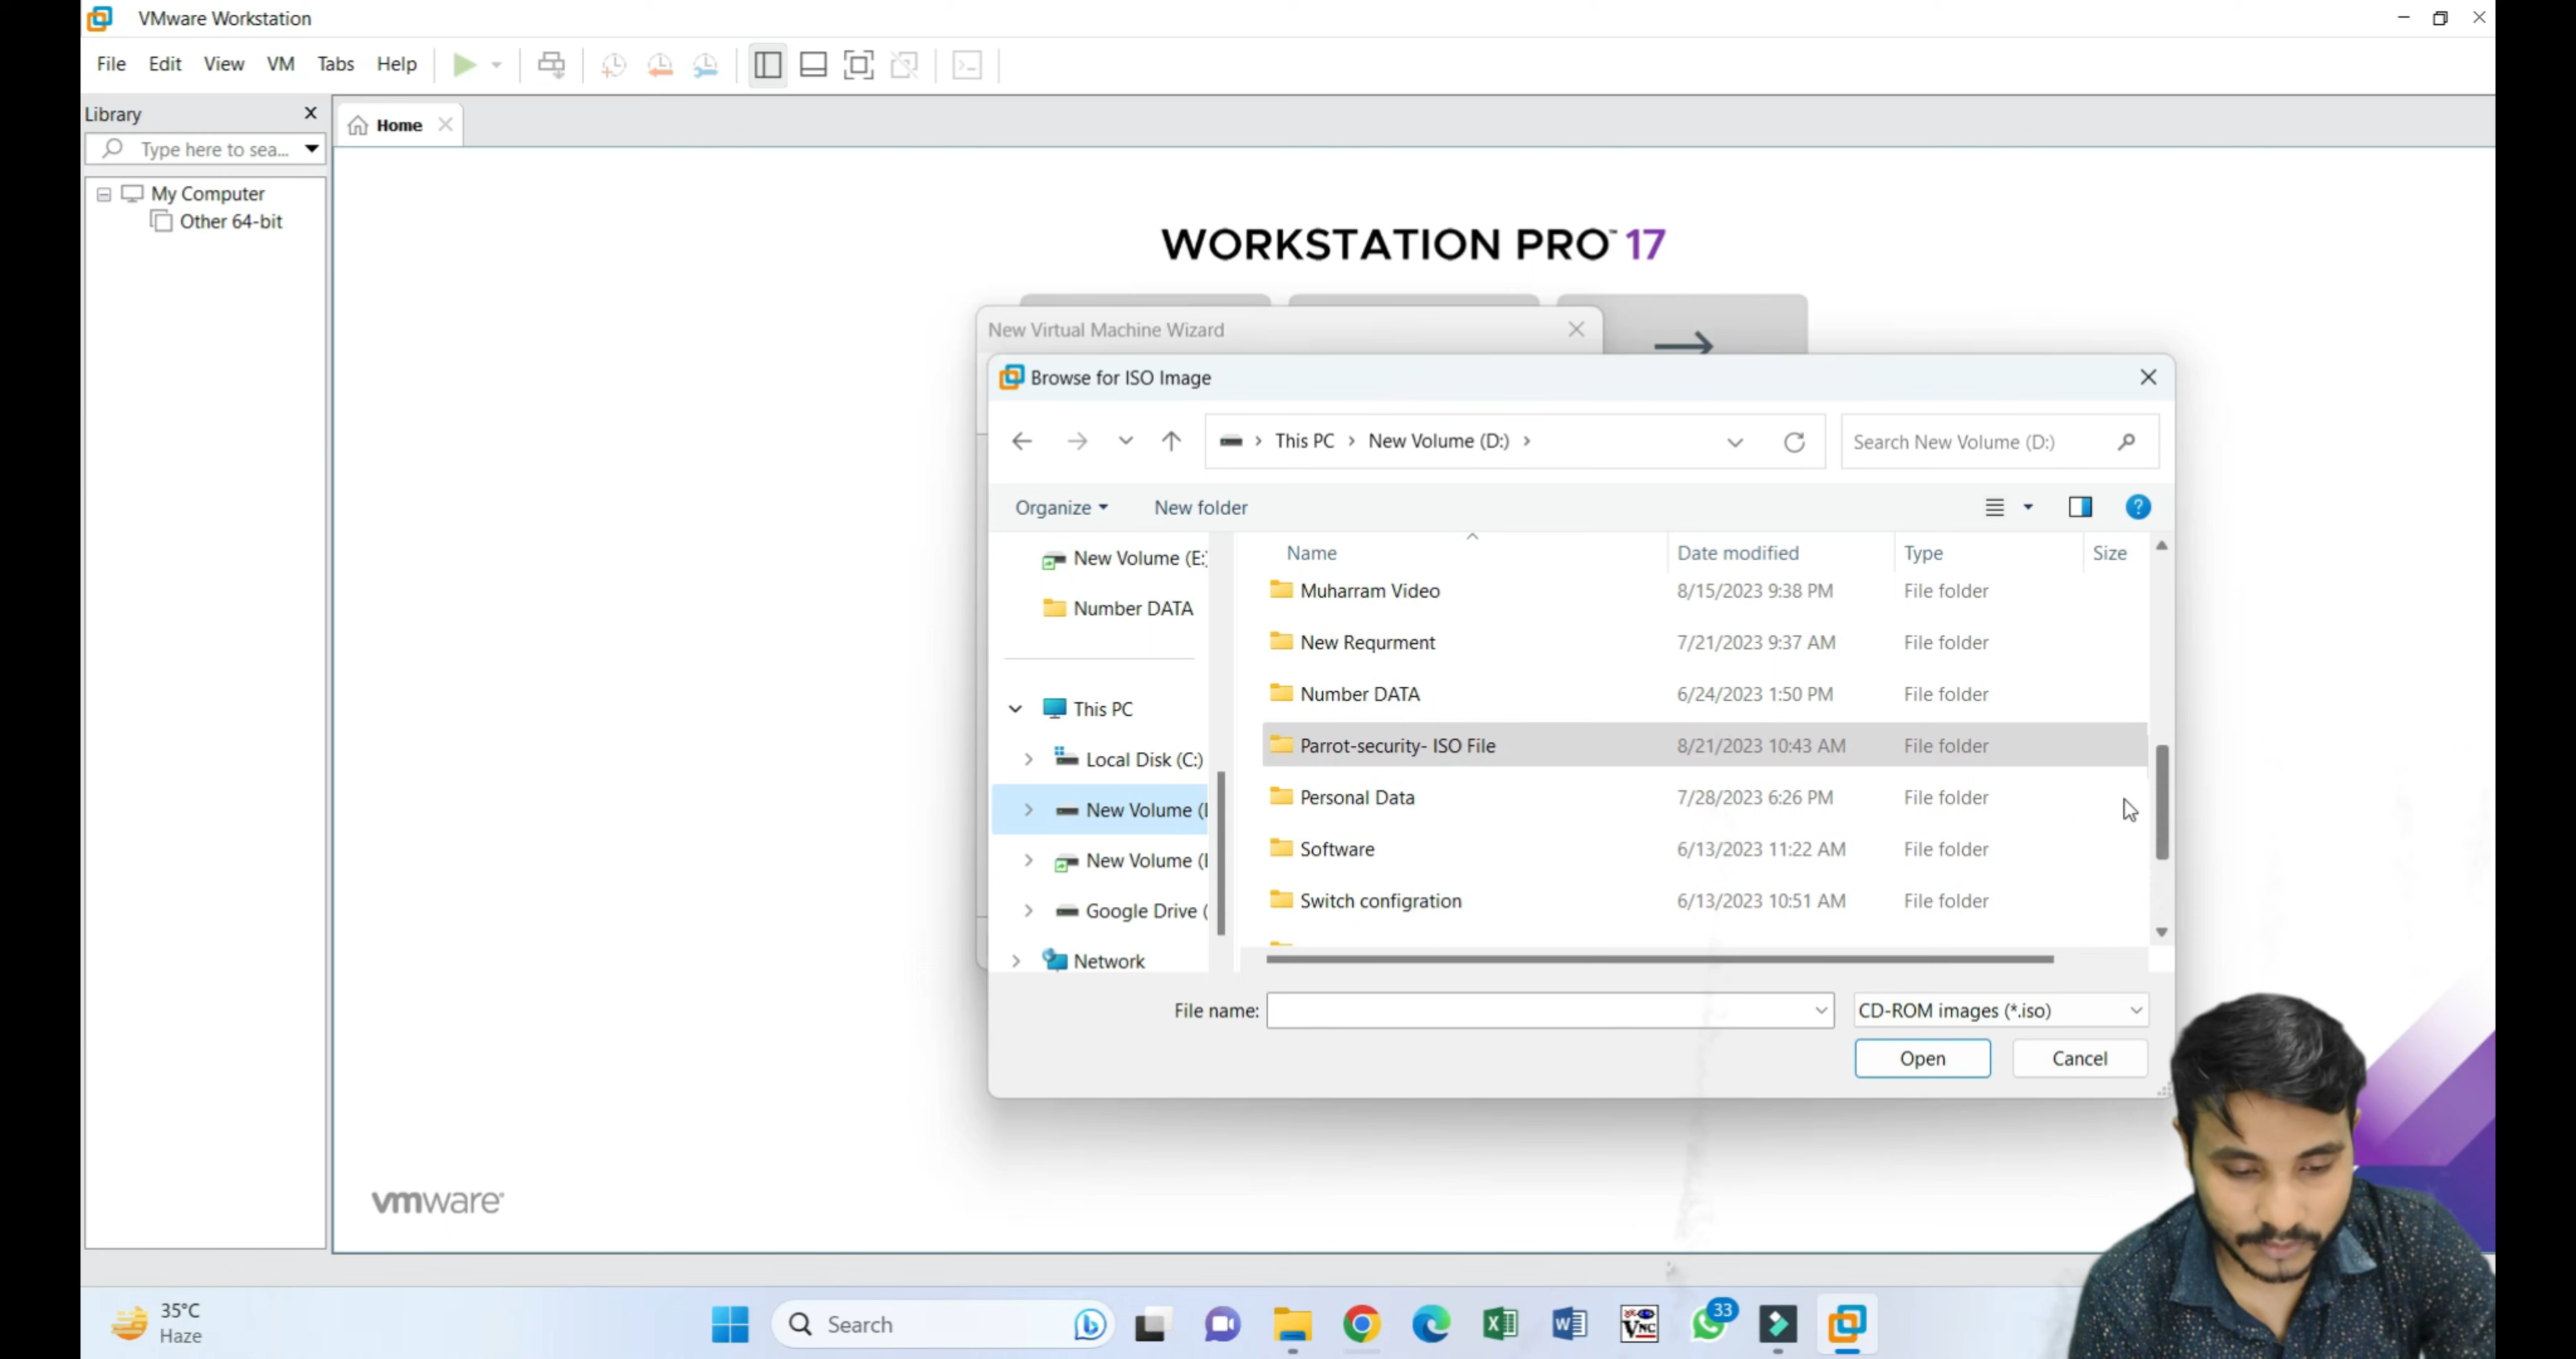 VMware Workstation
File Edit View VM Tabs Help
Library
Home
Type here to sea...
My Computer
Other 64-bit
WORKSTATION PRO™ 17
New Virtual Machine Wizard
Browse for ISO Image
This PC > New Volume (D:) >
Search New Volume (D:)
Organize New folder
Name Date modified Type Size
New Volume (E:)
Number DATA
This PC
Local Disk (C:)
New Volume (
New Volume (
Google Drive (
Network
Muharram Video 8/15/2023 9:38 PM File folder
New Requrment 7/21/2023 9:37 AM File folder
Number DATA 6/24/2023 1:50 PM File folder
Parrot-security- ISO File 8/21/2023 10:43 AM File folder
Personal Data 7/28/2023 6:26 PM File folder
Software 6/13/2023 11:22 AM File folder
Switch configration 6/13/2023 10:51 AM File folder
File name: CD-ROM images (*.iso)
Open Cancel
vmware®
35°C
Haze
Search
VNC
33